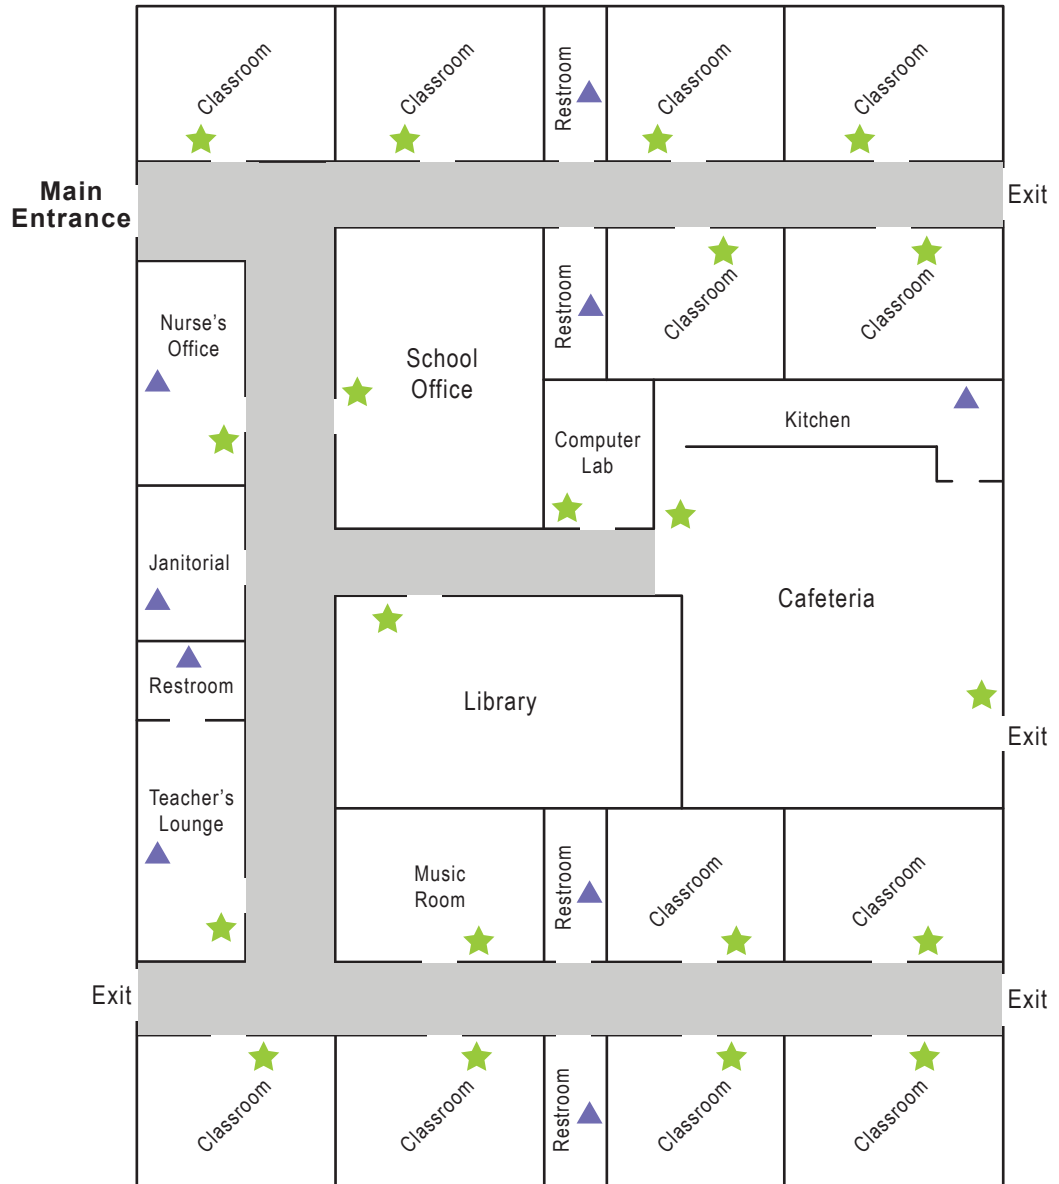 Classroom
Classroom
Restroom
Classroom
Classroom
Main
Entrance
Exit
Nurse's
Office
School
Office
Restroom
Classroom
Classroom
Kitchen
Computer
Lab
Janitorial
Cafeteria
Restroom
Library
Exit
Teacher's
Lounge
Music
Room
Restroom
Classroom
Classroom
Exit
Exit
Classroom
Classroom
Restroom
Classroom
Classroom